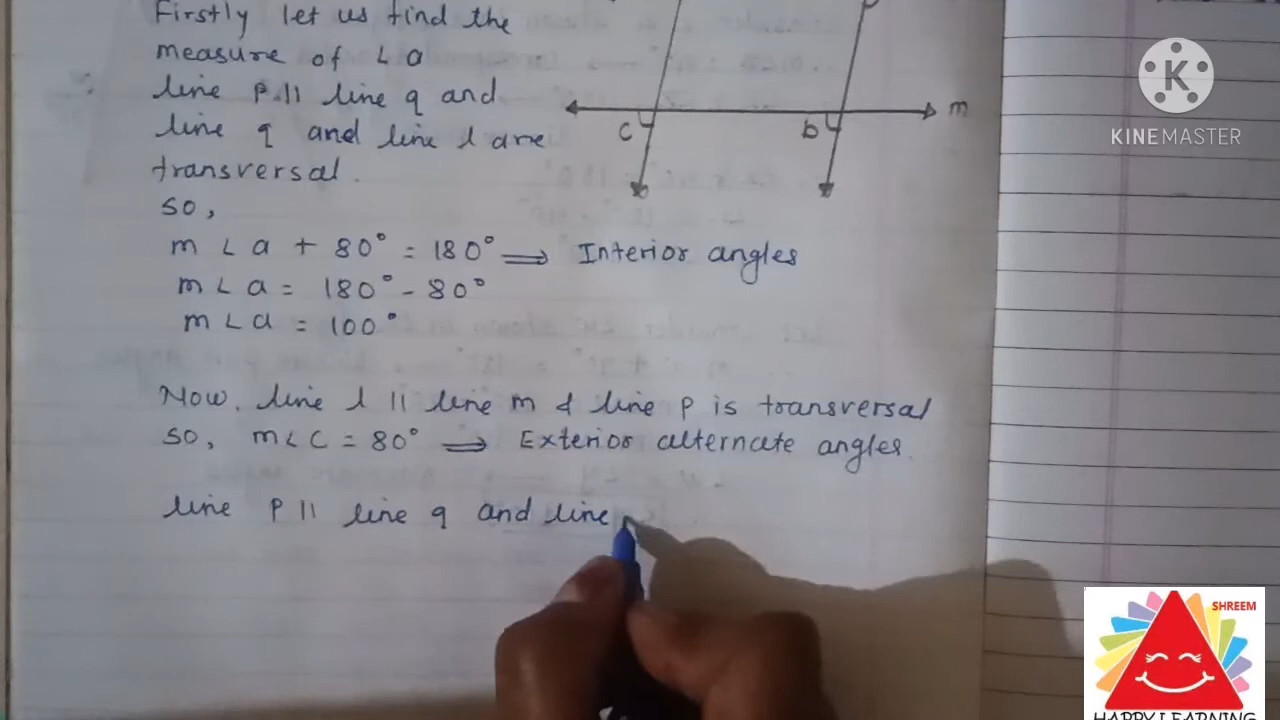 Firstly let us find the
measure of ∠a
line p || line q and
line q and line l are
transversal.
so,
m∠a + 80° = 180° ⟹ Interior angles
m∠a = 180° - 80°
m∠a = 100°
Now. line l || line m & line p is transversal
so, m∠c = 80° ⟹ Exterior alternate angles.
line p || line q and line
c
b
m
K
KINEMASTER
SHREEM
HAPPY LEARNING